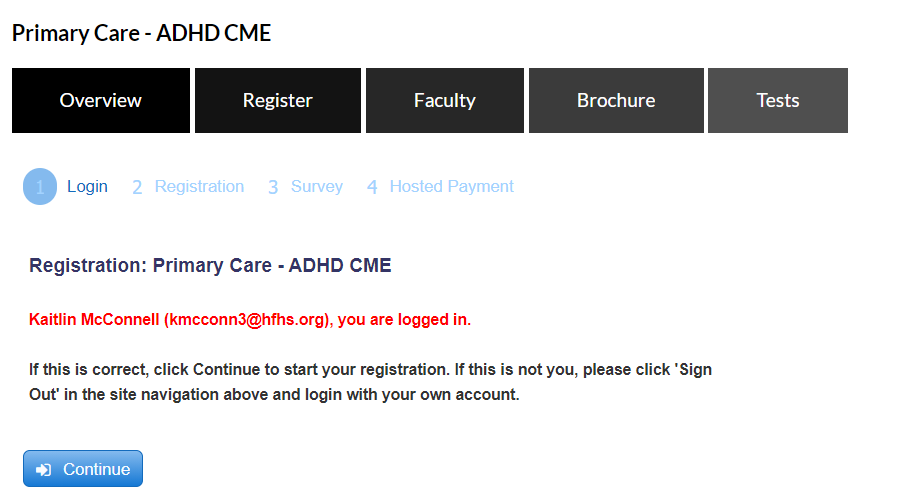 Primary Care - ADHD CME
Overview Register Faculty Brochure Tests
1 Login 2 Registration 3 Survey 4 Hosted Payment
Registration: Primary Care - ADHD CME
Kaitlin McConnell (kmcconn3@hfhs.org), you are logged in.
If this is correct, click Continue to start your registration. If this is not you, please click 'Sign
Out' in the site navigation above and login with your own account.
Continue